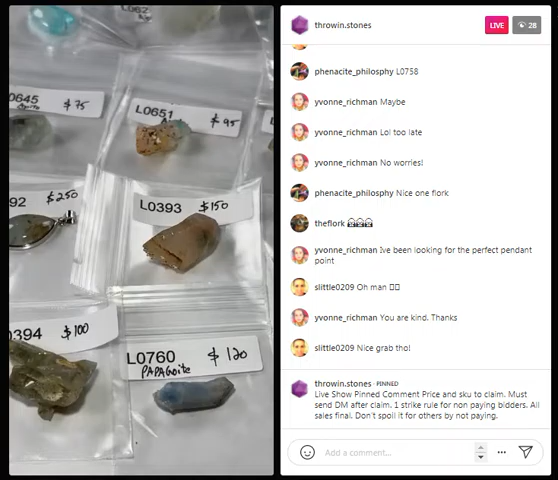 L062
0645 $75
L0651 $95
92 $250
L0393 $150
0394 $100
L0760 $120
PAPAGOITE
throwin.stones LIVE 28
phenacite_philosphy L0758
yvonne_richman Maybe
yvonne_richman Lol too late
yvonne_richman No worries!
phenacite_philosphy Nice one flork
theflork
yvonne_richman Ive been looking for the perfect pendant
point
slittle0209 Oh man
yvonne_richman You are kind. Thanks
slittle0209 Nice grab tho!
throwin.stones · PINNED
Live Show Pinned Comment Price and sku to claim. Must
send DM after claim. 1 strike rule for non paying bidders. All
sales final. Don't spoil it for others by not paying.
Add a comment...